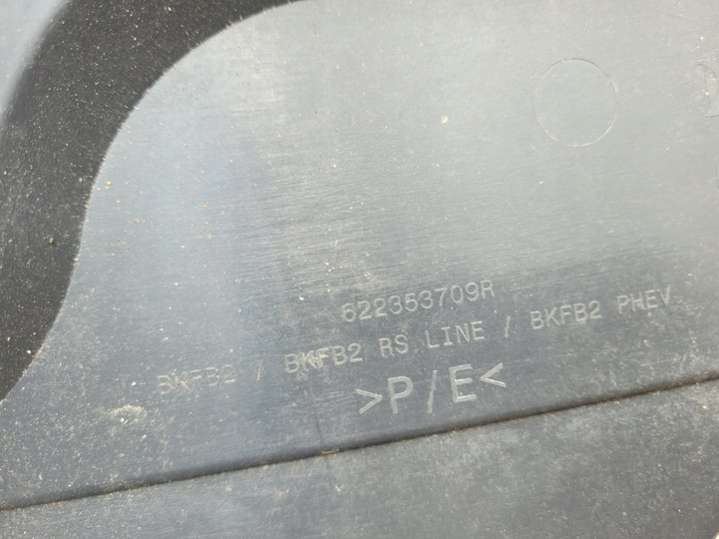 622353709R
BKFB2 / BKFB2 RS LINE / BKFB2 PHEV
>P/E<